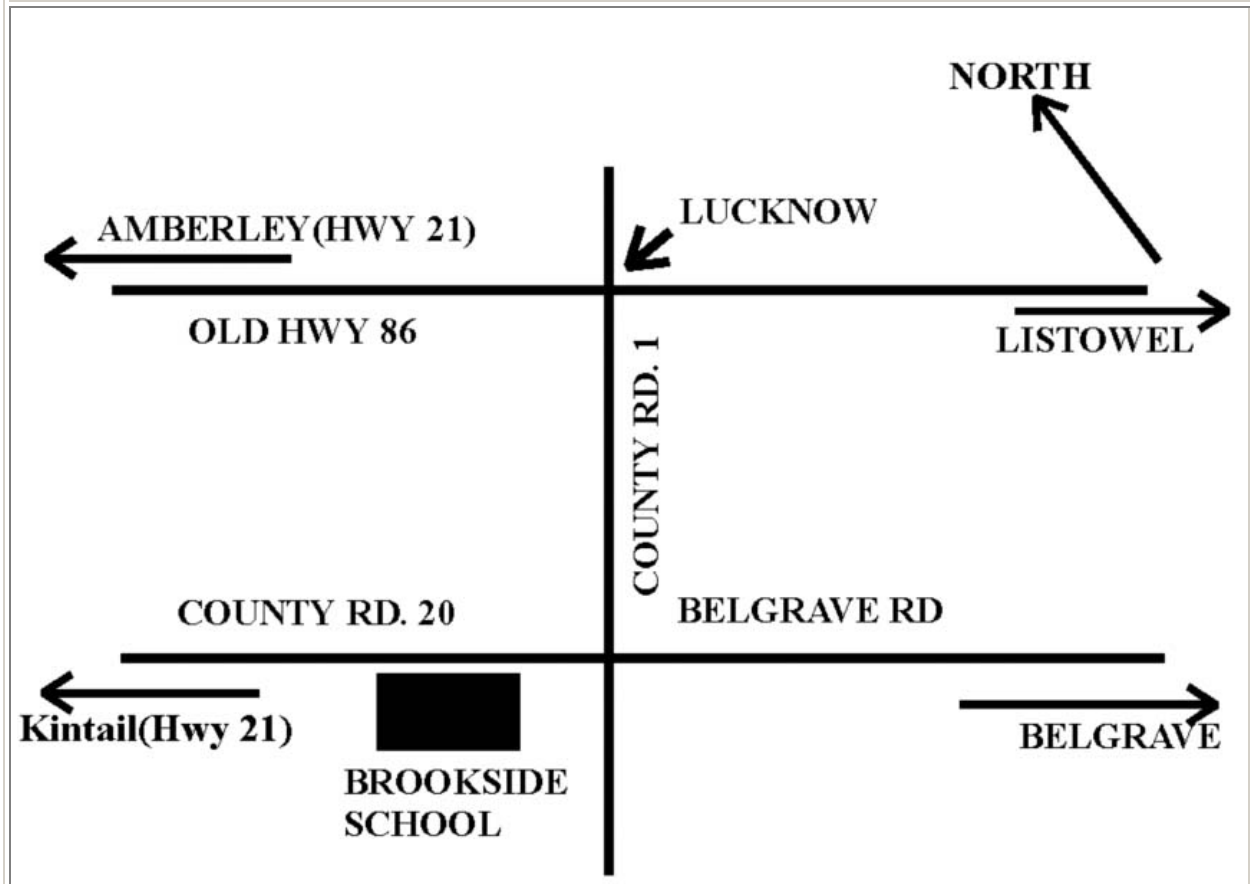 NORTH
AMBERLEY(HWY 21)
LUCKNOW
OLD HWY 86
LISTOWEL
COUNTY RD. 1
COUNTY RD. 20
BELGRAVE RD
Kintail(Hwy 21)
BELGRAVE
BROOKSIDE
SCHOOL